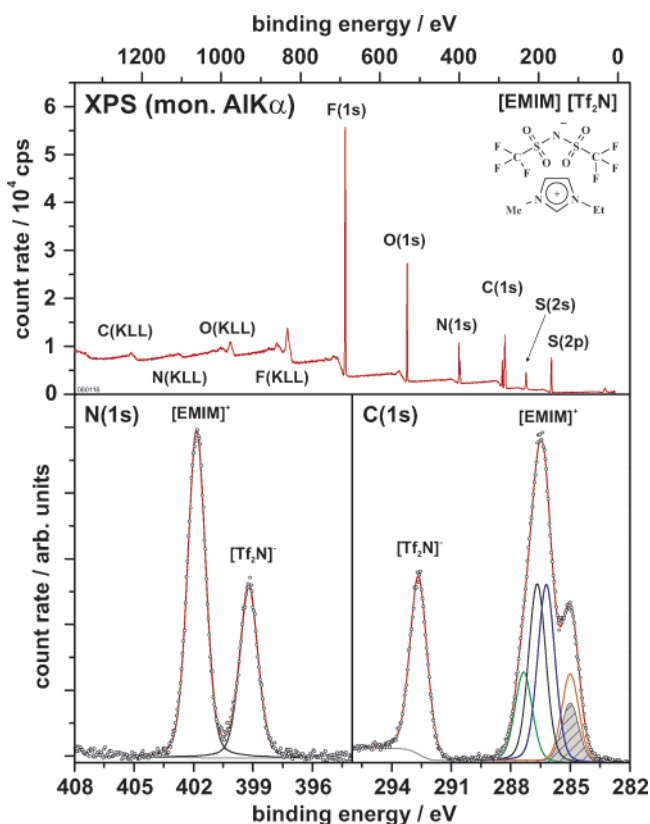 binding energy / eV
1200 1000 800 600 400 200 0
XPS (mon. AlKα)
[EMIM] [Tf₂N]
F(1s)
O O − O O
S N S
F C O O C F
F F F F
Me N + N Et
O(1s)
C(1s)
N(1s)
S(2s)
S(2p)
C(KLL)
O(KLL)
N(KLL)
F(KLL)
060116
count rate / 10⁴ cps
6
5
4
3
2
1
0
N(1s)
[EMIM]⁺
[Tf₂N]⁻
C(1s)
[EMIM]⁺
[Tf₂N]⁻
count rate / arb. units
408 405 402 399 396
294 291 288 285 282
binding energy / eV